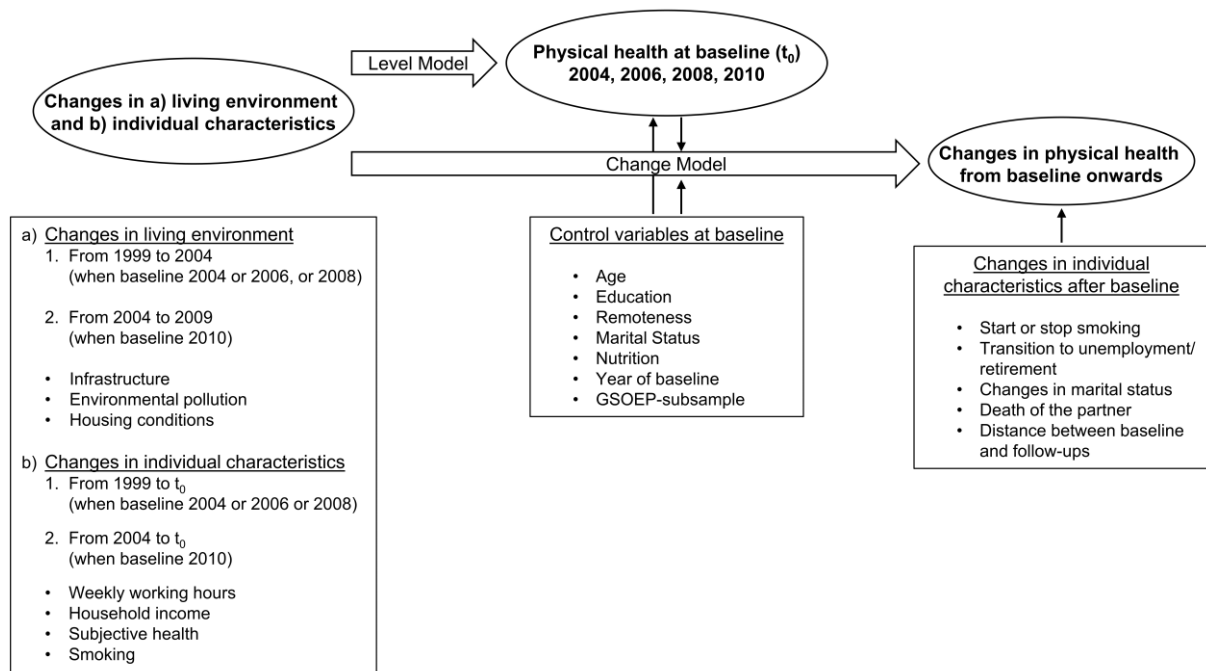 Changes in a) living environment
and b) individual characteristics
Level Model
Physical health at baseline (t₀)
2004, 2006, 2008, 2010
Change Model
Changes in physical health
from baseline onwards
a) Changes in living environment
1. From 1999 to 2004
(when baseline 2004 or 2006, or 2008)
2. From 2004 to 2009
(when baseline 2010)
• Infrastructure
• Environmental pollution
• Housing conditions
b) Changes in individual characteristics
1. From 1999 to t₀
(when baseline 2004 or 2006 or 2008)
2. From 2004 to t₀
(when baseline 2010)
• Weekly working hours
• Household income
• Subjective health
• Smoking
Control variables at baseline
• Age
• Education
• Remoteness
• Marital Status
• Nutrition
• Year of baseline
• GSOEP-subsample
Changes in individual
characteristics after baseline
• Start or stop smoking
• Transition to unemployment/
retirement
• Changes in marital status
• Death of the partner
• Distance between baseline
and follow-ups